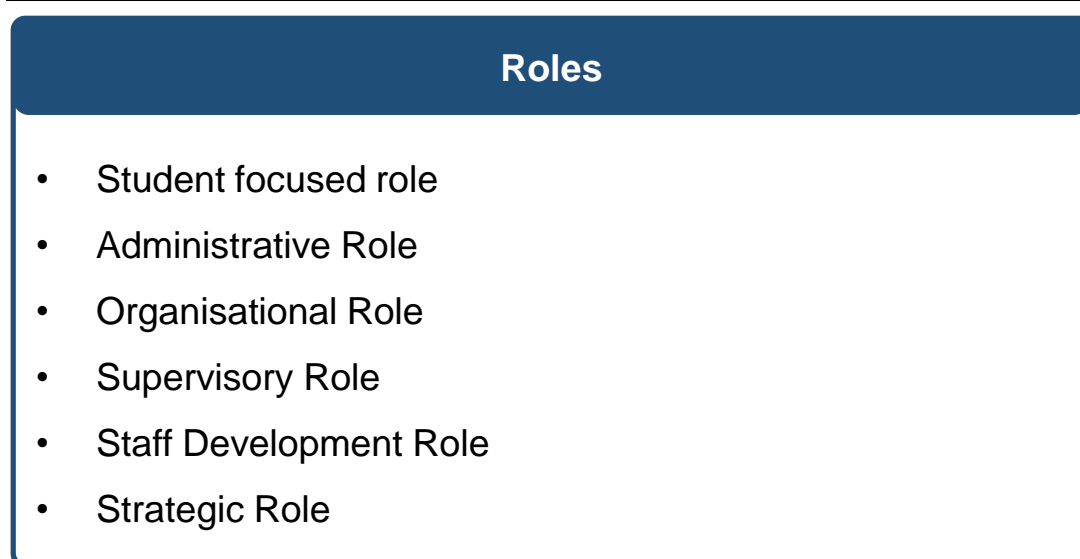 Roles
• Student focused role
• Administrative Role
• Organisational Role
• Supervisory Role
• Staff Development Role
• Strategic Role